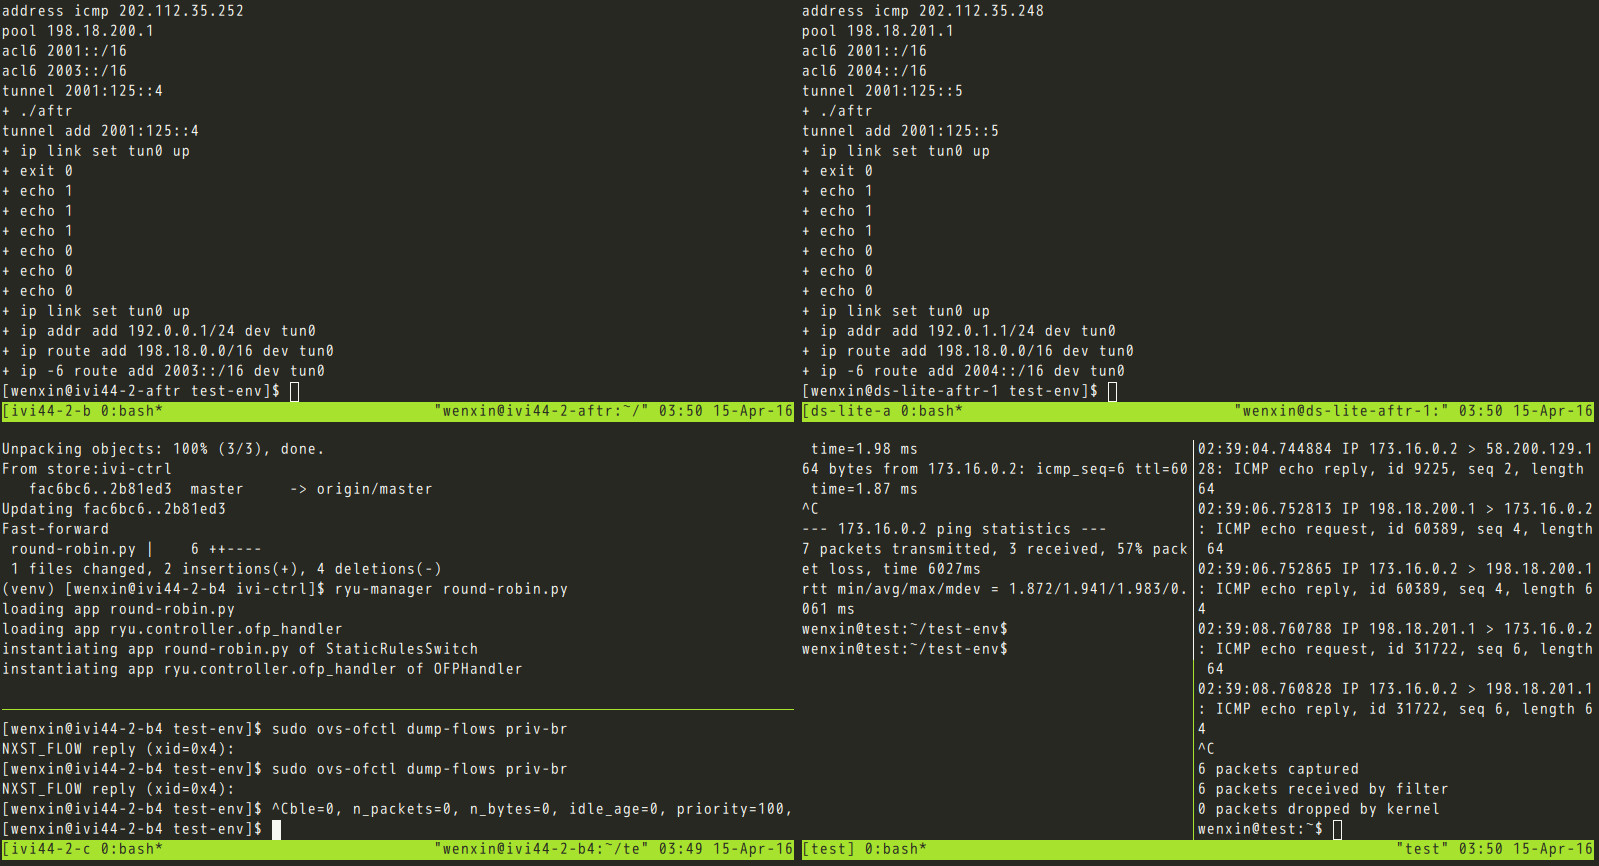 address icmp 202.112.35.252
pool 198.18.200.1
acl6 2001::/16
acl6 2003::/16
tunnel 2001:125::4
+ ./aftr
tunnel add 2001:125::4
+ ip link set tun0 up
+ exit 0
+ echo 1
+ echo 1
+ echo 1
+ echo 0
+ echo 0
+ echo 0
+ ip link set tun0 up
+ ip addr add 192.0.0.1/24 dev tun0
+ ip route add 198.18.0.0/16 dev tun0
+ ip -6 route add 2003::/16 dev tun0
[wenxin@ivi44-2-aftr test-env]$
[ivi44-2-b 0:bash* "wenxin@ivi44-2-aftr:~/" 03:50 15-Apr-16
address icmp 202.112.35.248
pool 198.18.201.1
acl6 2001::/16
acl6 2004::/16
tunnel 2001:125::5
+ ./aftr
tunnel add 2001:125::5
+ ip link set tun0 up
+ exit 0
+ echo 1
+ echo 1
+ echo 1
+ echo 0
+ echo 0
+ echo 0
+ ip link set tun0 up
+ ip addr add 192.0.1.1/24 dev tun0
+ ip route add 198.18.0.0/16 dev tun0
+ ip -6 route add 2004::/16 dev tun0
[wenxin@ds-lite-aftr-1 test-env]$
[ds-lite-a 0:bash* "wenxin@ds-lite-aftr-1:" 03:50 15-Apr-16
Unpacking objects: 100% (3/3), done.
From store:ivi-ctrl
fac6bc6..2b81ed3 master -> origin/master
Updating fac6bc6..2b81ed3
Fast-forward
round-robin.py | 6 ++----
1 files changed, 2 insertions(+), 4 deletions(-)
(venv) [wenxin@ivi44-2-b4 ivi-ctrl]$ ryu-manager round-robin.py
loading app round-robin.py
loading app ryu.controller.ofp_handler
instantiating app round-robin.py of StaticRulesSwitch
instantiating app ryu.controller.ofp_handler of OFPHandler
[wenxin@ivi44-2-b4 test-env]$ sudo ovs-ofctl dump-flows priv-br
NXST_FLOW reply (xid=0x4):
[wenxin@ivi44-2-b4 test-env]$ sudo ovs-ofctl dump-flows priv-br
NXST_FLOW reply (xid=0x4):
[wenxin@ivi44-2-b4 test-env]$ ^Cble=0, n_packets=0, n_bytes=0, idle_age=0, priority=100,
[wenxin@ivi44-2-b4 test-env]$
[ivi44-2-c 0:bash* "wenxin@ivi44-2-b4:~/te" 03:49 15-Apr-16
time=1.98 ms
64 bytes from 173.16.0.2: icmp_seq=6 ttl=60
time=1.87 ms
^C
--- 173.16.0.2 ping statistics ---
7 packets transmitted, 3 received, 57% pack
et loss, time 6027ms
rtt min/avg/max/mdev = 1.872/1.941/1.983/0.
061 ms
wenxin@test:~/test-env$
wenxin@test:~/test-env$
02:39:04.744884 IP 173.16.0.2 > 58.200.129.1
28: ICMP echo reply, id 9225, seq 2, length
64
02:39:06.752813 IP 198.18.200.1 > 173.16.0.2
: ICMP echo request, id 60389, seq 4, length
64
02:39:06.752865 IP 173.16.0.2 > 198.18.200.1
: ICMP echo reply, id 60389, seq 4, length 6
4
02:39:08.760788 IP 198.18.201.1 > 173.16.0.2
: ICMP echo request, id 31722, seq 6, length
64
02:39:08.760828 IP 173.16.0.2 > 198.18.201.1
: ICMP echo reply, id 31722, seq 6, length 6
4
^C
6 packets captured
6 packets received by filter
0 packets dropped by kernel
wenxin@test:~$
[test] 0:bash* "test" 03:50 15-Apr-16